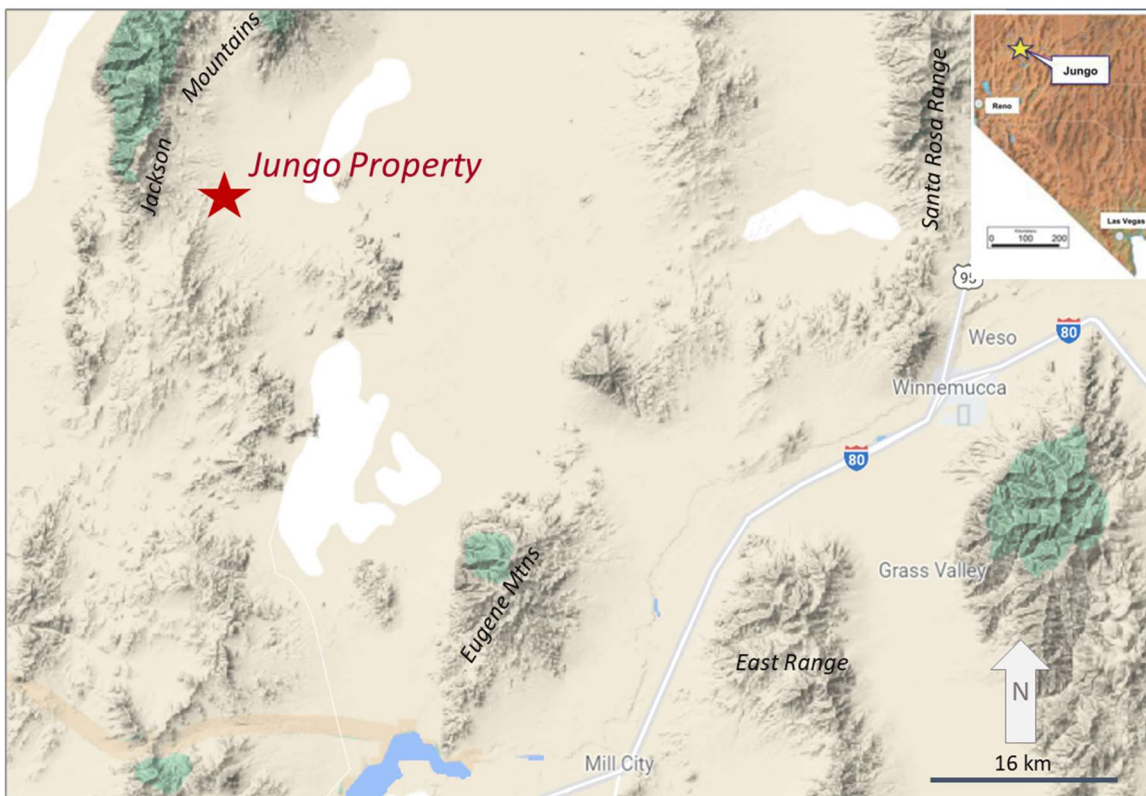 Jackson
Mountains
Jungo Property
Santa Rosa Range
Jungo
Reno
Las Vegas
Kilometers
0 100 200
95
80
Weso
Winnemucca
80
Grass Valley
Eugene Mtns
East Range
Mill City
N
16 km